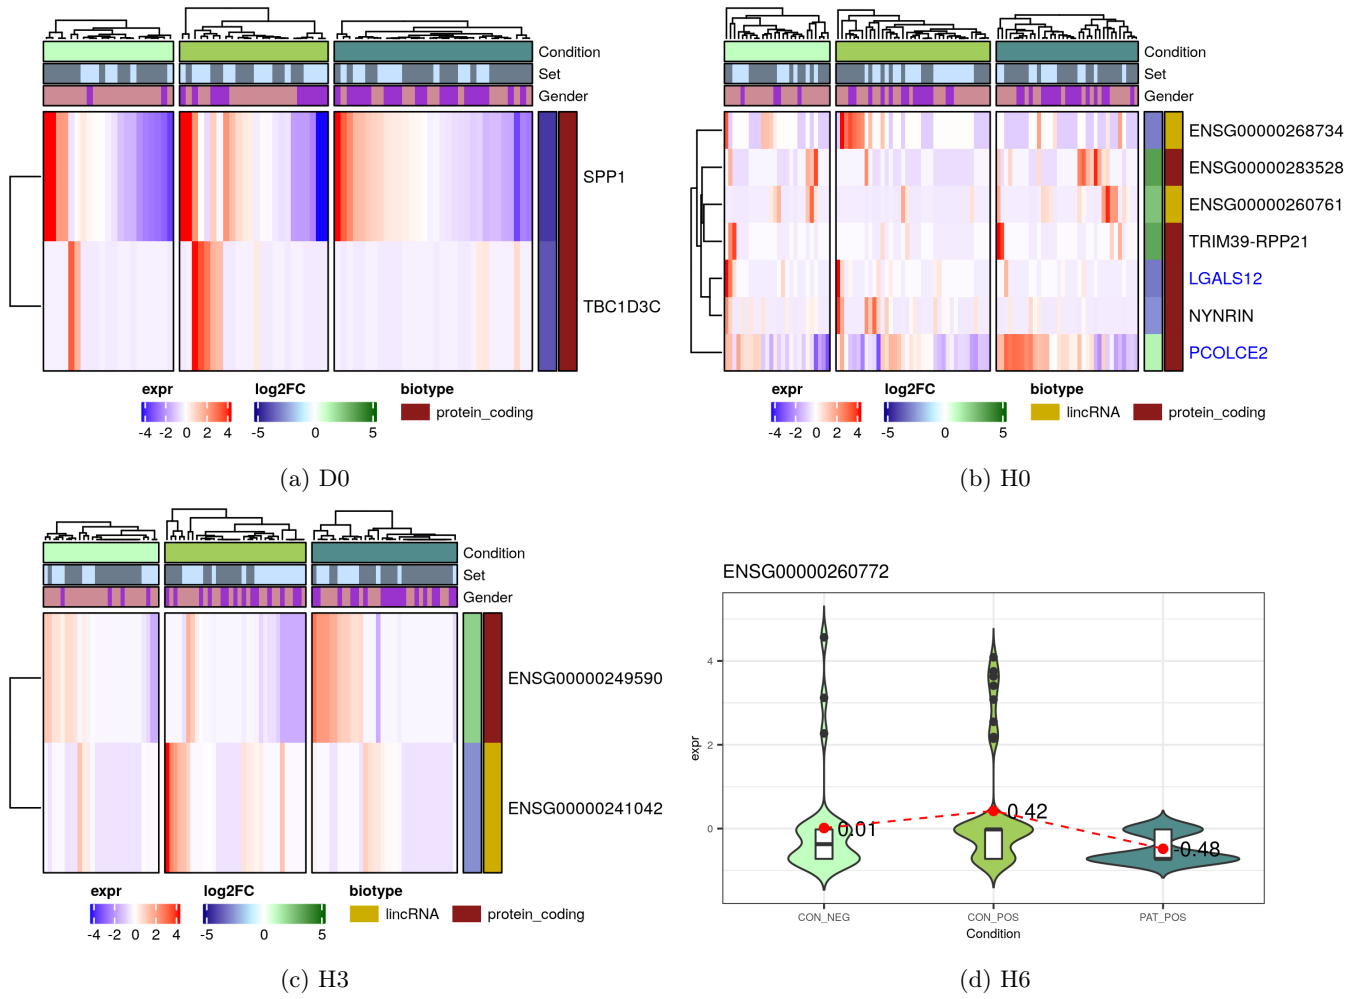 Condition
Set
Gender
SPP1
TBC1D3C
expr log2FC biotype
-4 -2 0 2 4 -5 0 5 protein_coding
(a) D0
Condition
Set
Gender
ENSG00000268734
ENSG00000283528
ENSG00000260761
TRIM39-RPP21
LGALS12
NYNRIN
PCOLCE2
expr log2FC biotype
-4 -2 0 2 4 -5 0 5 lincRNA protein_coding
(b) H0
Condition
Set
Gender
ENSG00000249590
ENSG00000241042
expr log2FC biotype
-4 -2 0 2 4 -5 0 5 lincRNA protein_coding
(c) H3
ENSG00000260772
4
2
0
expr
0.01
0.42
-0.48
CON_NEG CON_POS PAT_POS
Condition
(d) H6